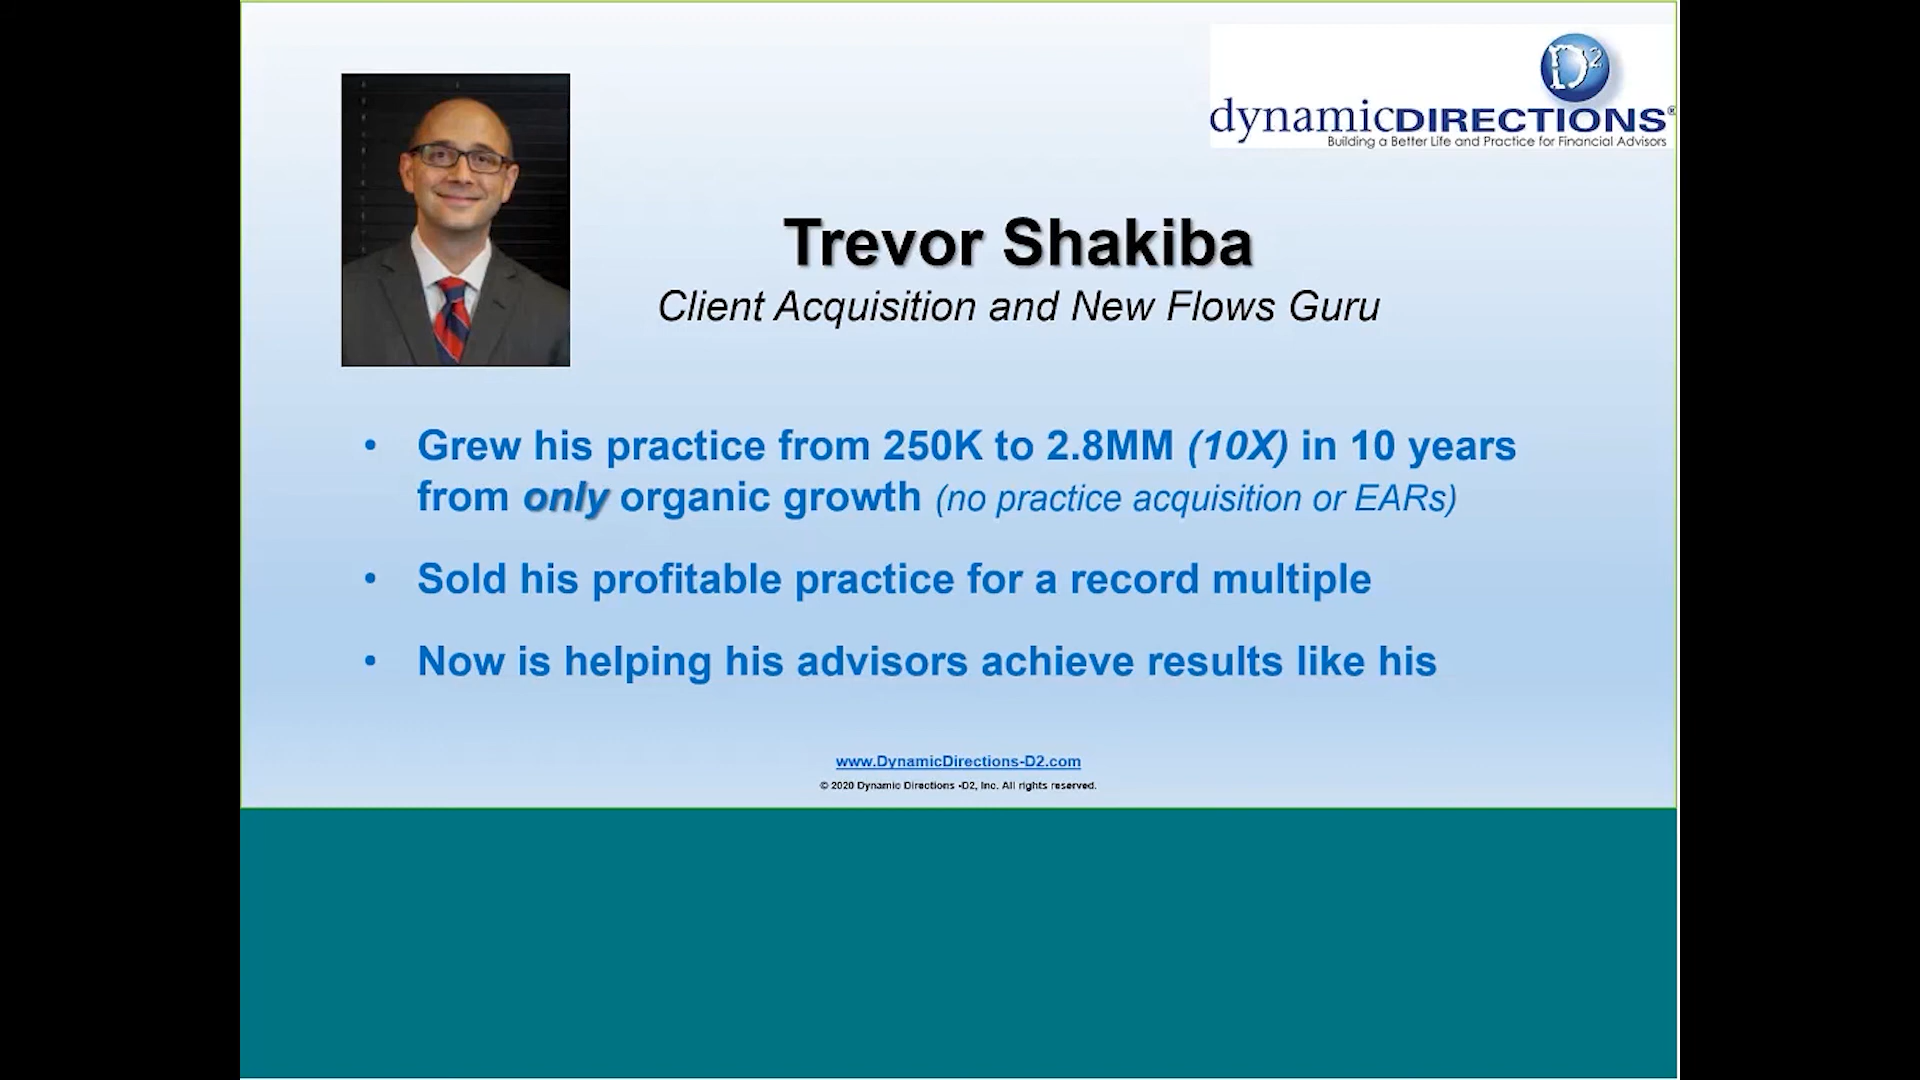 D2
dynamicDIRECTIONS®
Building a Better Life and Practice for Financial Advisors
Trevor Shakiba
Client Acquisition and New Flows Guru
• Grew his practice from 250K to 2.8MM (10X) in 10 years
from only organic growth (no practice acquisition or EARs)
• Sold his profitable practice for a record multiple
• Now is helping his advisors achieve results like his
www.DynamicDirections-D2.com
© 2020 Dynamic Directions -D2, Inc. All rights reserved.